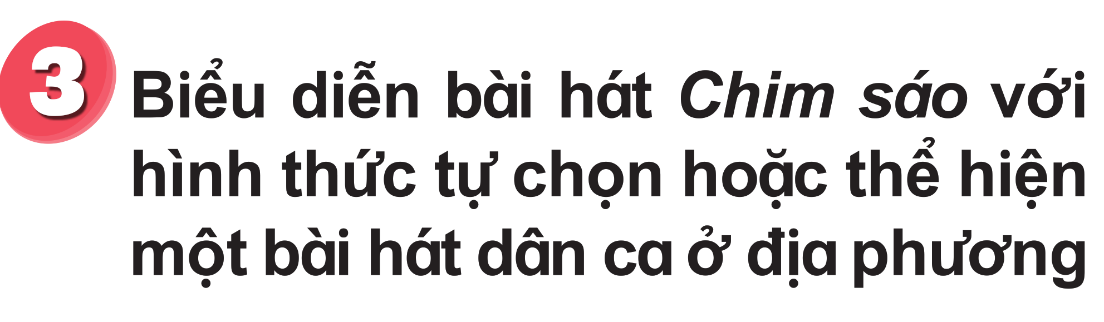 3 Biểu diễn bài hát Chim sáo với
hình thức tự chọn hoặc thể hiện
một bài hát dân ca ở địa phương